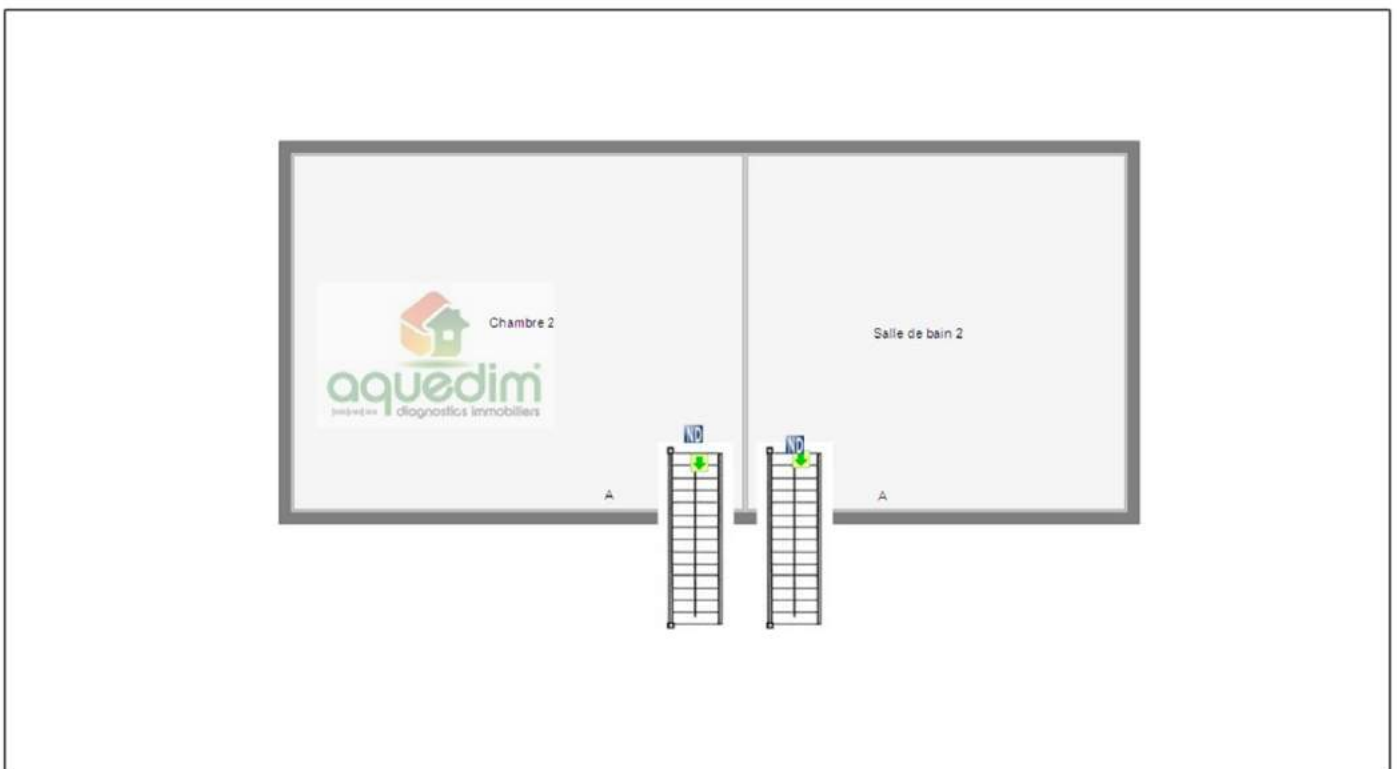 Chambre 2
Salle de bain 2
aquedim
diagnostics immobiliers
ND
ND
A
A